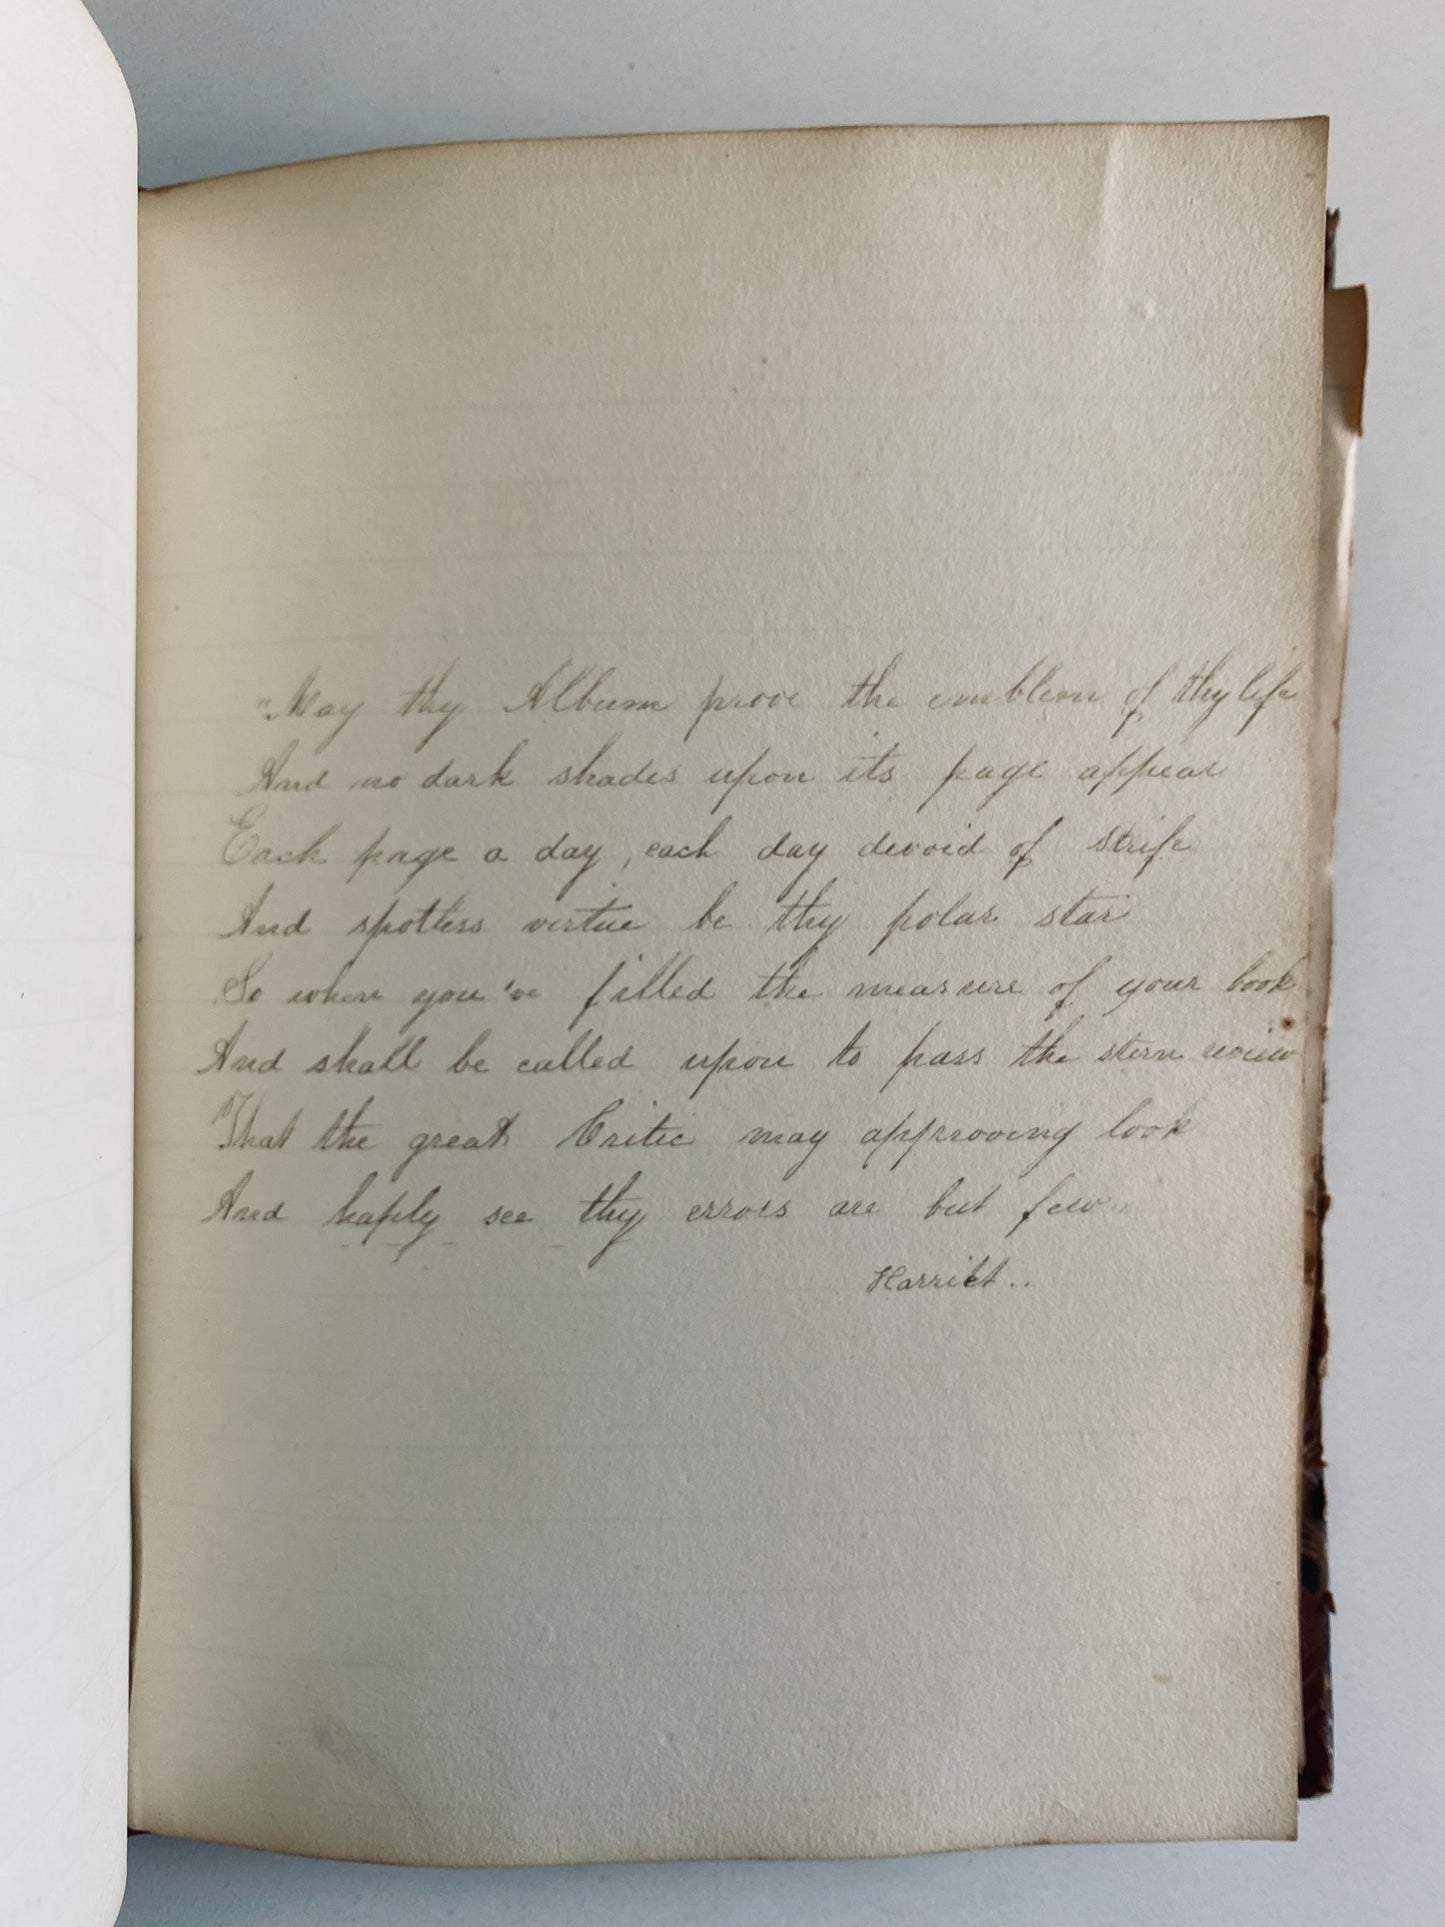 "May thy Album prove the emblem of thy life
And no dark shades upon its page appear
Each page a day, each day devoid of strife
And spotless virtue be thy polar star
So when you've filled the measure of your book
And shall be called upon to pass the stern review
That the great Critic may approving look
And haply see thy errors are but few.
Harriet..